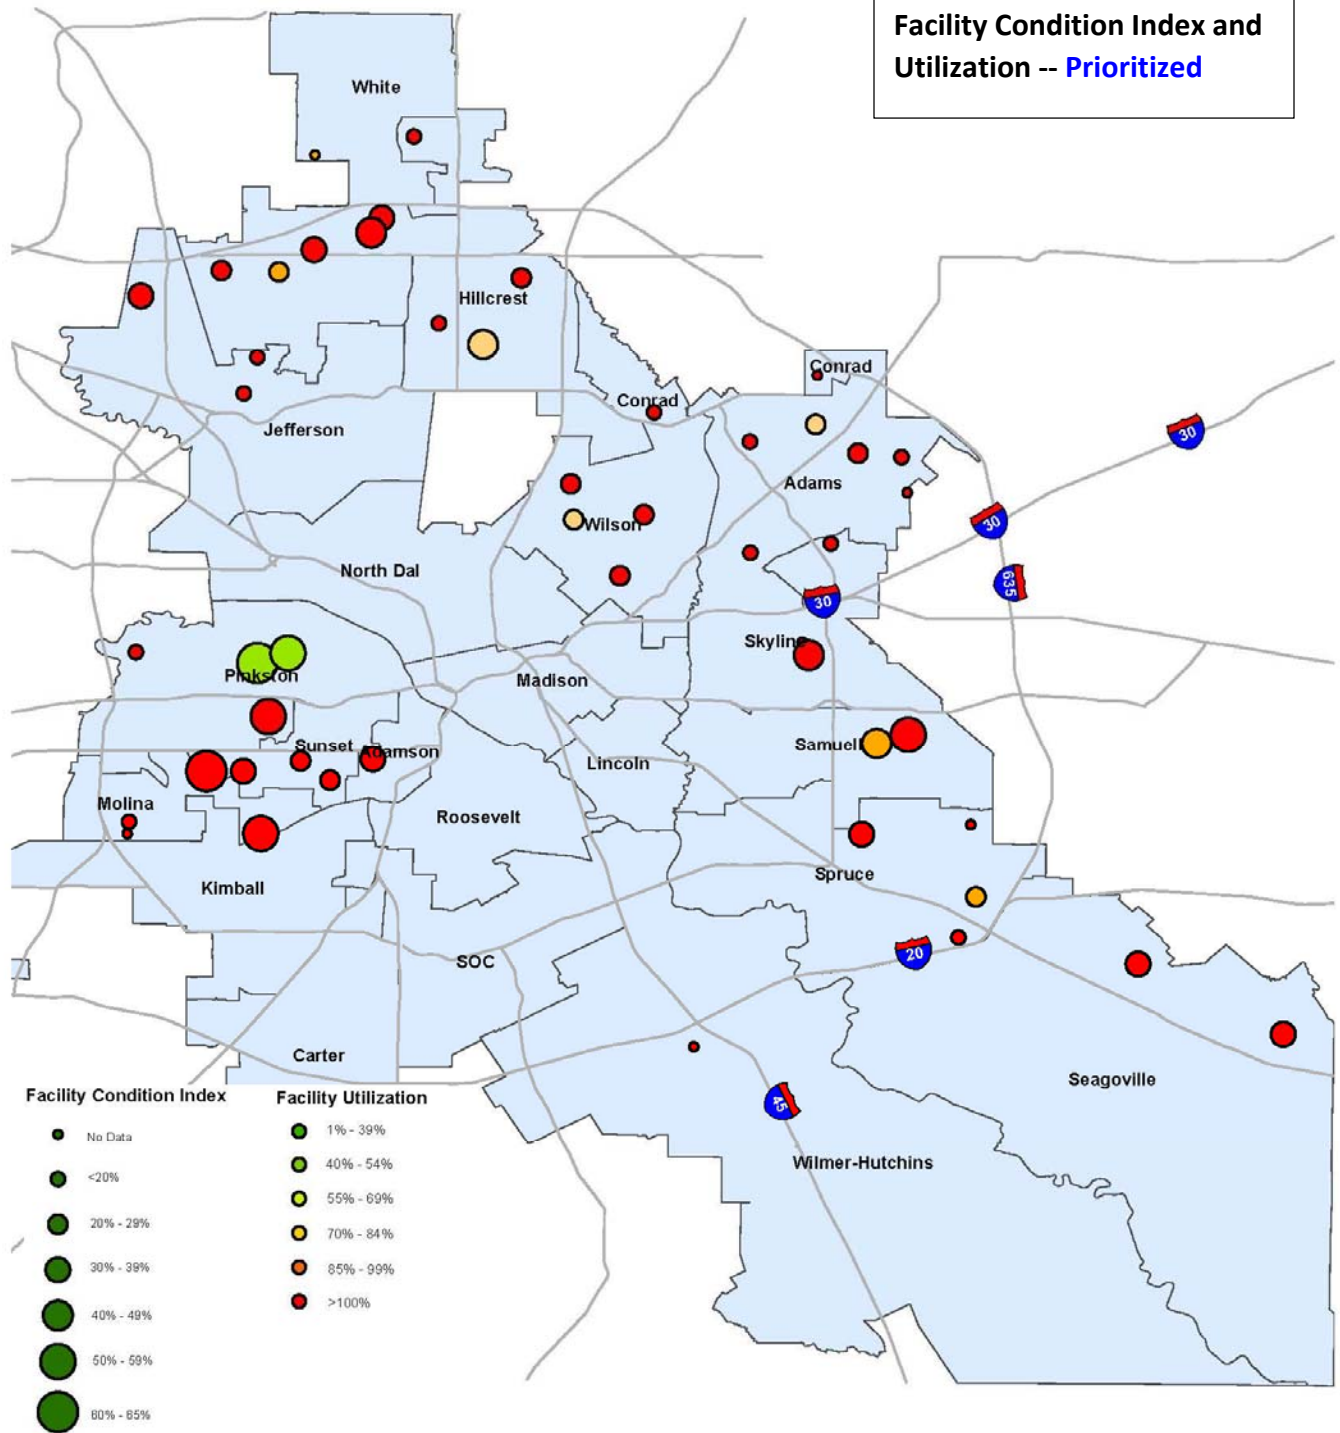 Facility Condition Index and
Utilization -- Prioritized
White
Hillcrest
Conrad
Conrad
Jefferson
30
Adams
Wilson
30
North Dal
635
30
Skyline
Pinkston
Madison
Sunset
Adamson
Samuell
Lincoln
Molina
Roosevelt
Spruce
Kimball
20
SOC
Carter
Seagoville
45
Wilmer-Hutchins
Facility Condition Index
No Data
<20%
20% - 29%
30% - 39%
40% - 49%
50% - 59%
60% - 65%
Facility Utilization
1% - 39%
40% - 54%
55% - 69%
70% - 84%
85% - 99%
>100%